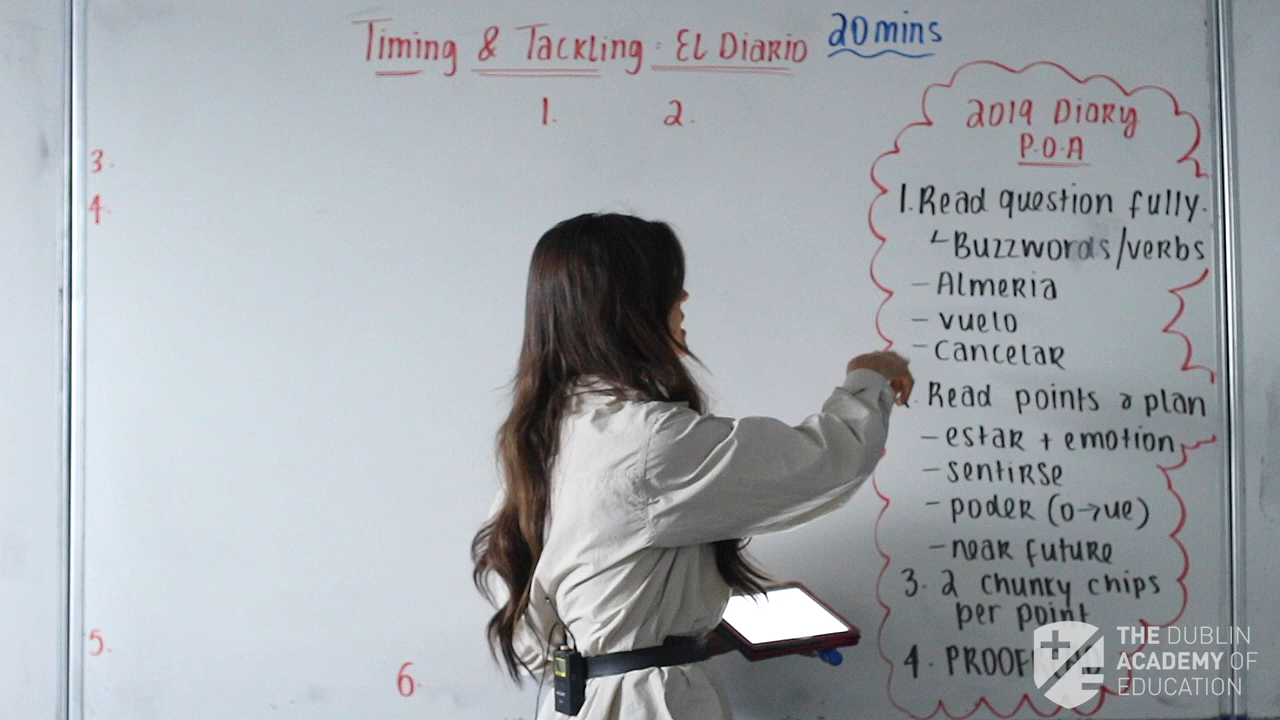 Timing & Tackling: El Diario 20mins
1. 2.
3.
4.
5.
6.
2019 Diary
P.O.A
1. Read question fully.
Buzzwords/verbs
- Almeria
- vuelo
- cancelar
Read points & plan
- estar + emotion
- sentirse
- poder (o→ue)
- near future
3. 2 chunky chips
per point
4. PROOF
THE DUBLIN
ACADEMY OF
EDUCATION